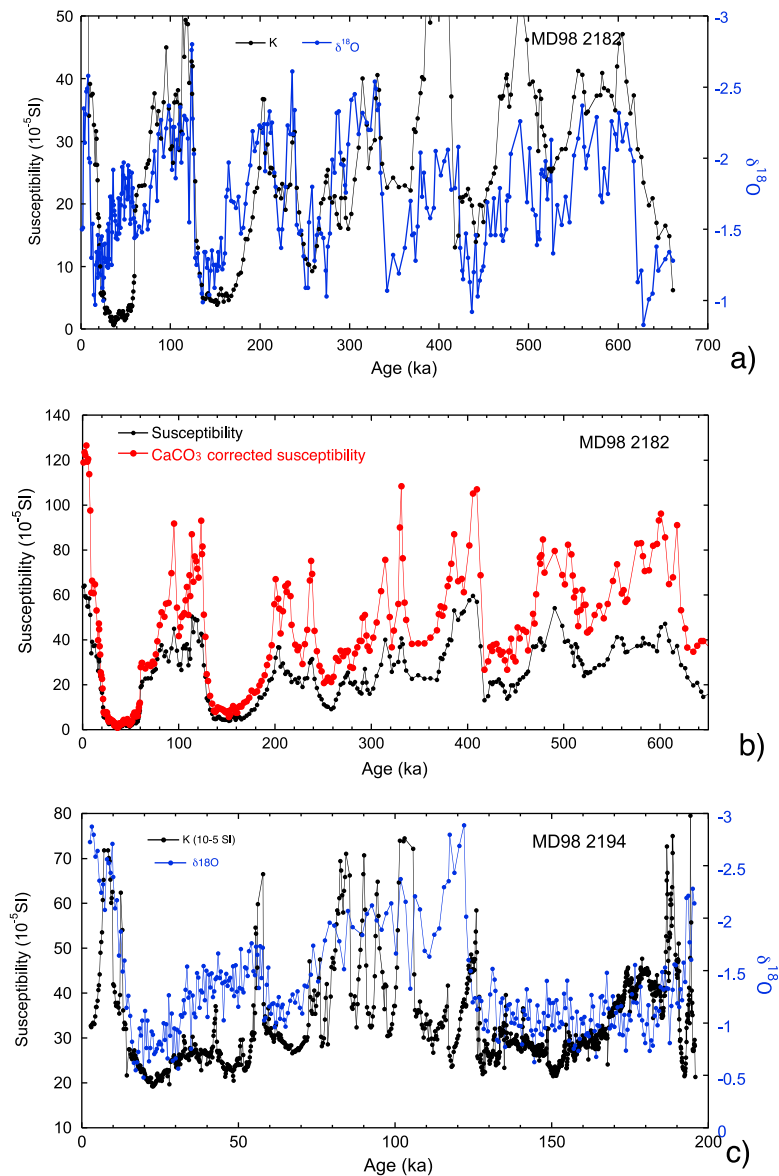 50
40
30
20
10
0
K
δ¹⁸O
MD98 2182
-3
-2.5
-2
-1.5
-1
Susceptibility (10⁻⁵SI)
δ¹⁸O
0 100 200 300 400 500 600 700
Age (ka)
a)
140
120
100
80
60
40
20
0
Susceptibility
CaCO₃ corrected susceptibility
MD98 2182
Susceptibility (10⁻⁵SI)
0 100 200 300 400 500 600
Age (ka)
b)
80
70
60
50
40
30
20
10
K (10-5 SI)
δ18O
MD98 2194
-3
-2.5
-2
-1.5
-1
-0.5
0
Susceptibility (10⁻⁵SI)
δ¹⁸O
0 50 100 150 200
Age (ka)
c)